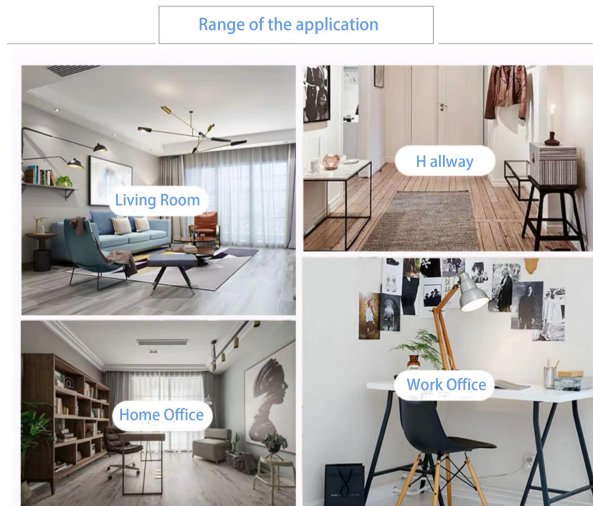 Range of the application
Living Room
H allway
Home Office
Work Office